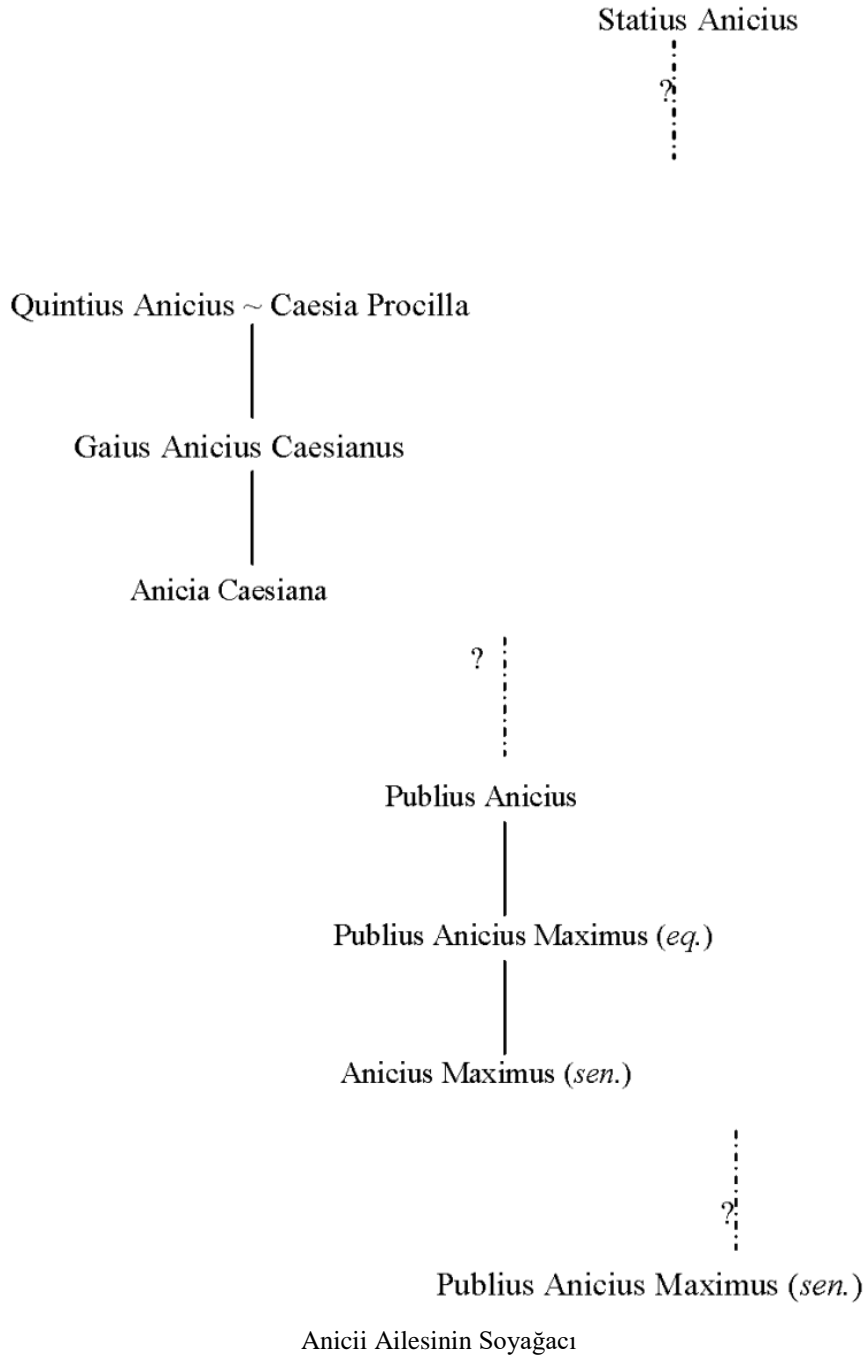 Statius Anicius
?
Quintius Anicius ~ Caesia Procilla
Gaius Anicius Caesianus
Anicia Caesiana
?
Publius Anicius
Publius Anicius Maximus (eq.)
Anicius Maximus (sen.)
?
Publius Anicius Maximus (sen.)
Anicii Ailesinin Soyağacı